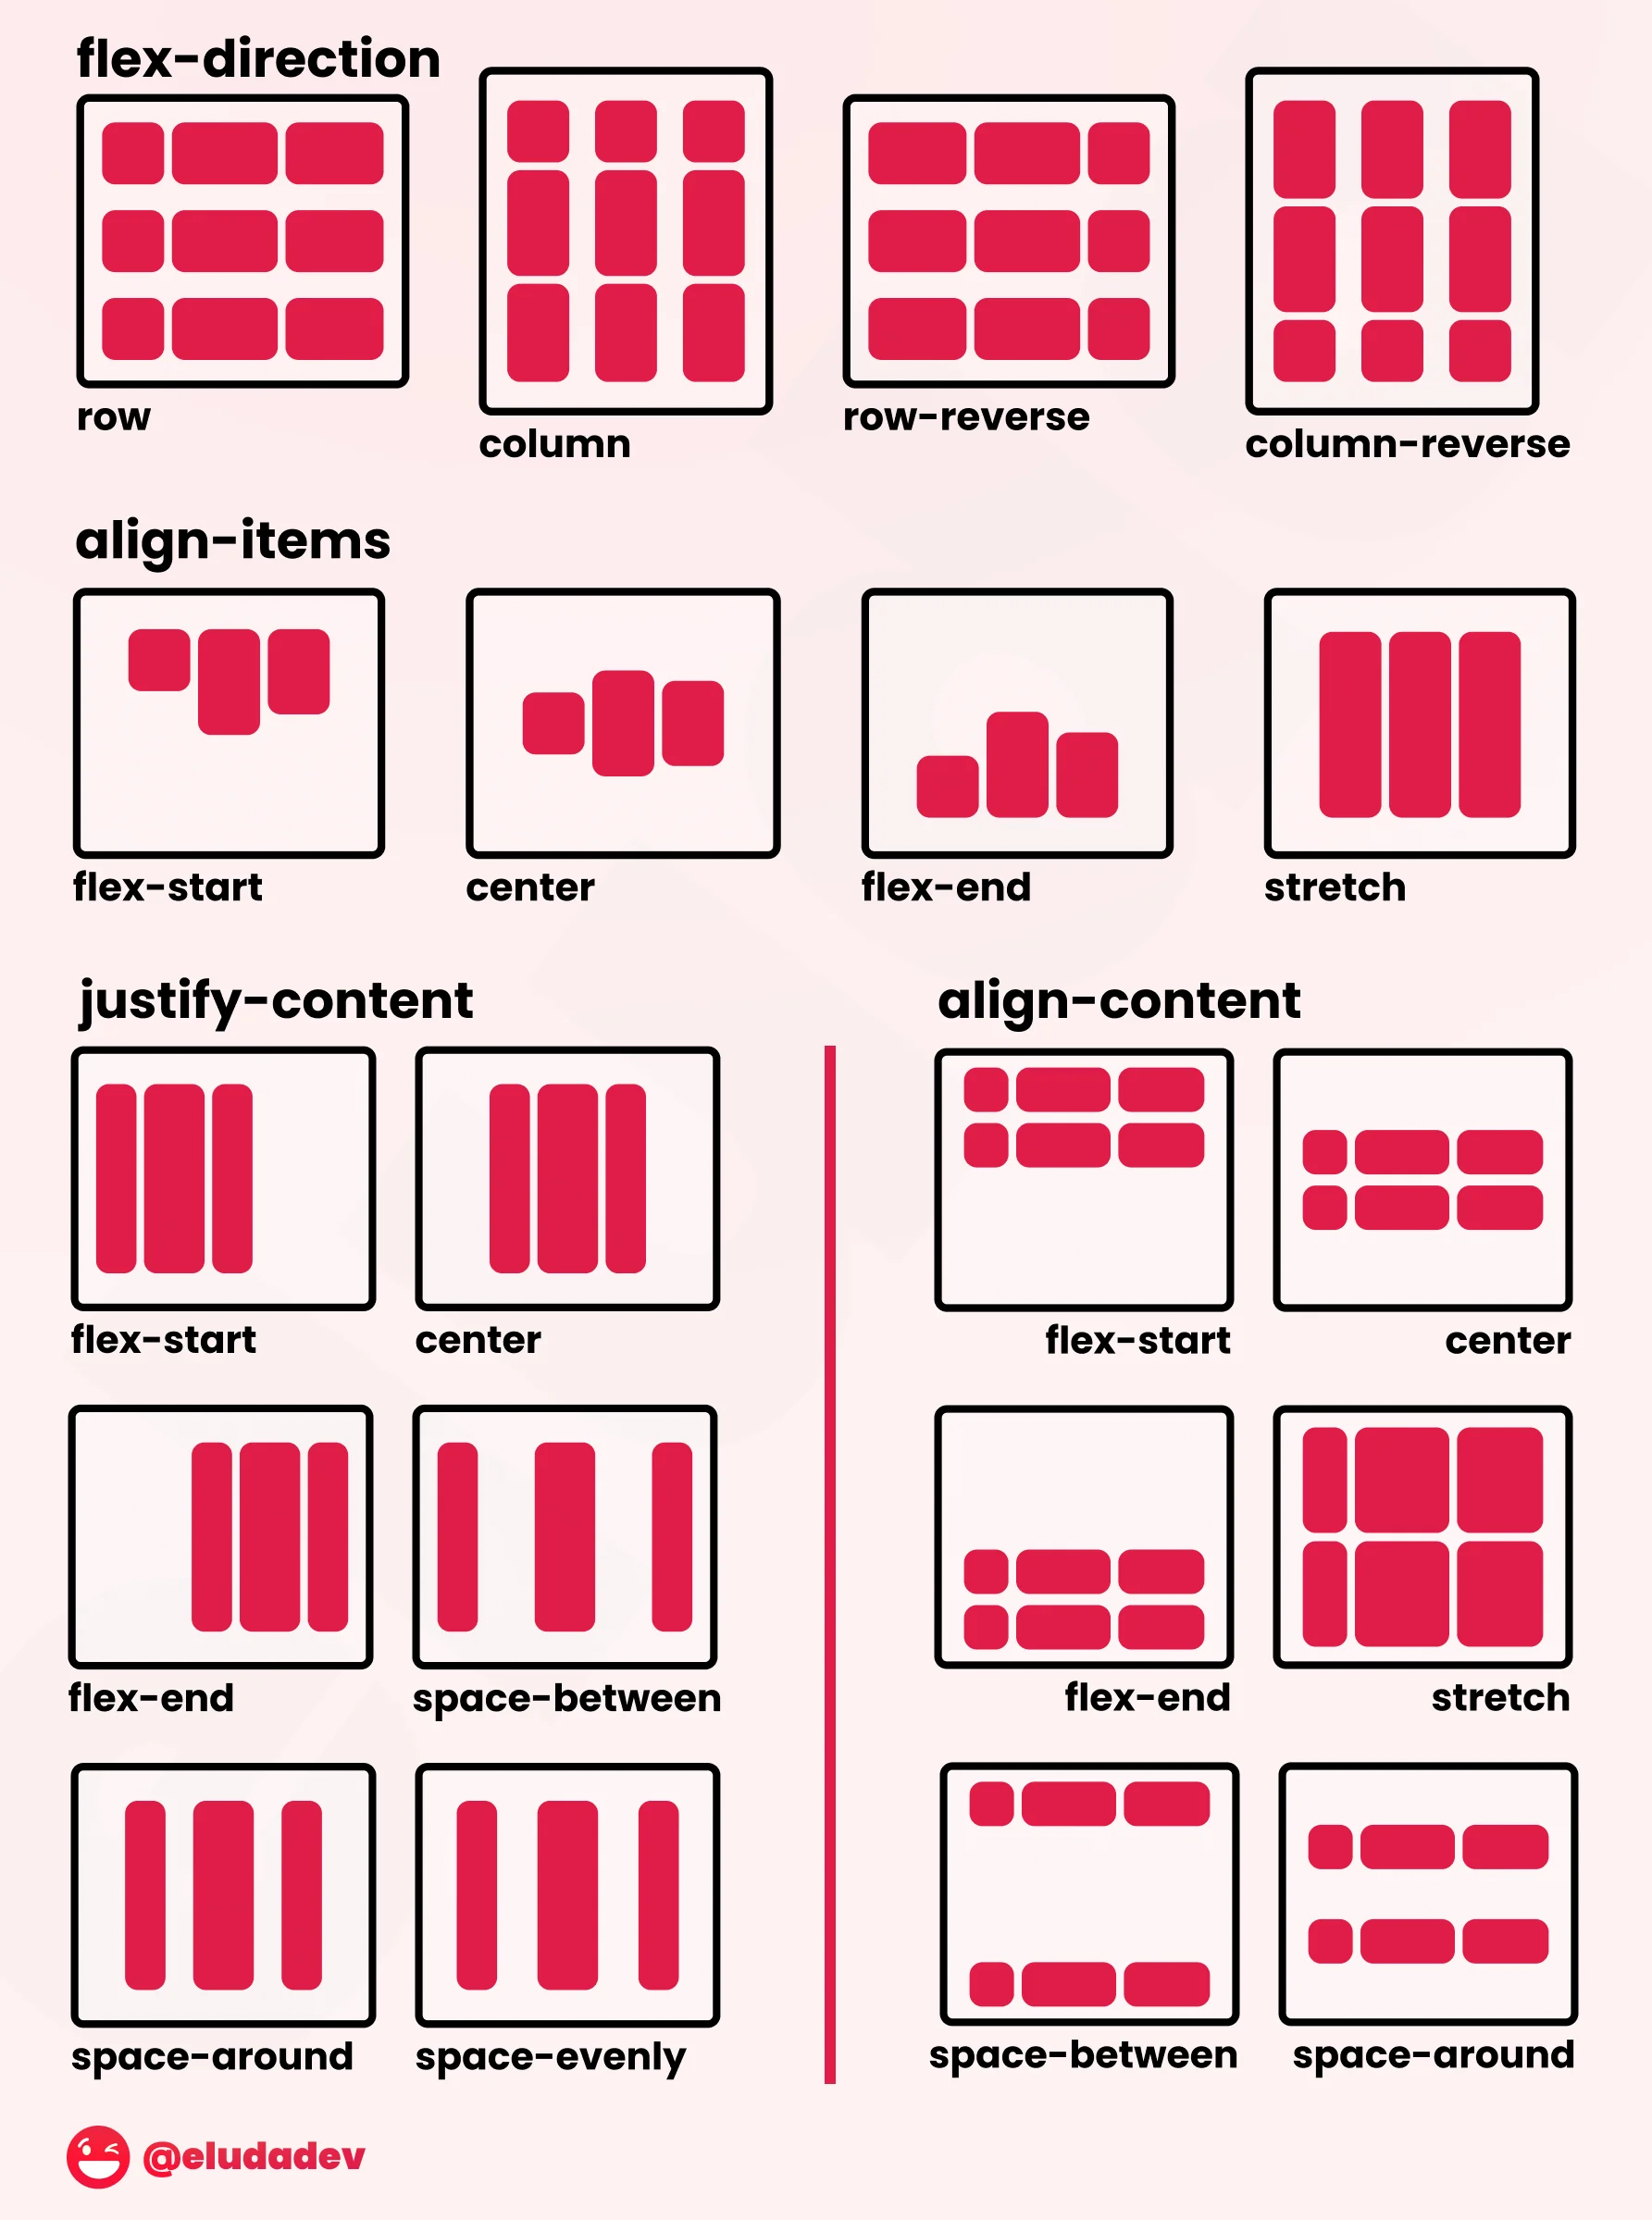 flex-direction
row
column
row-reverse
column-reverse
align-items
flex-start
center
flex-end
stretch
justify-content
flex-start
center
flex-end
space-between
space-around
space-evenly
align-content
flex-start
center
flex-end
stretch
space-between
space-around
@eludadev